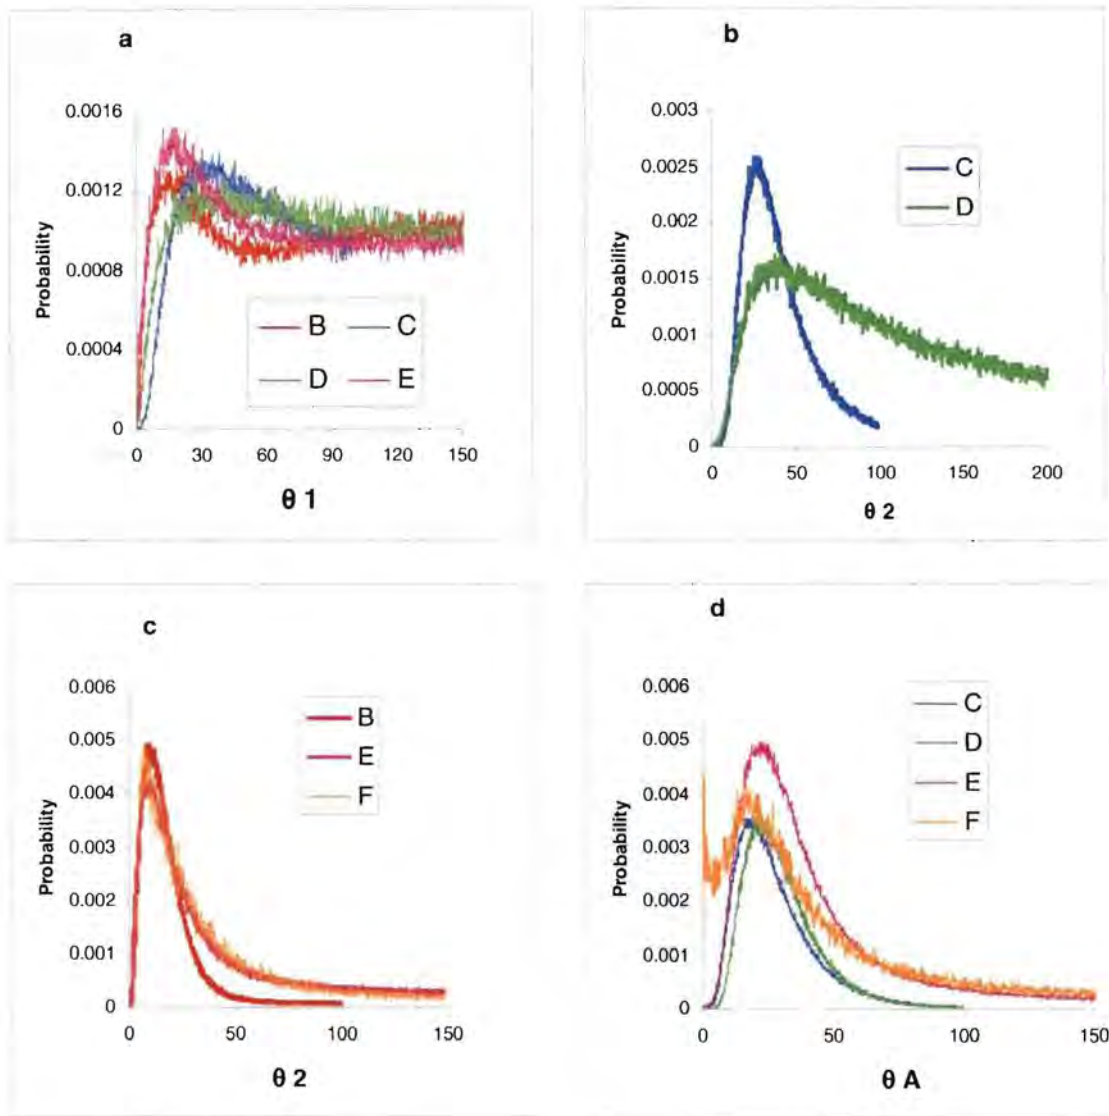 a
0.0016
0.0012
0.0008
0.0004
0
Probability
B C
D E
0 30 60 90 120 150
θ 1
b
0.003
0.0025
0.002
0.0015
0.001
0.0005
0
Probability
C
D
0 50 100 150 200
θ 2
c
0.006
0.005
0.004
0.003
0.002
0.001
0
Probability
B
E
F
0 50 100 150
θ 2
d
0.006
0.005
0.004
0.003
0.002
0.001
0
Probability
C
D
E
F
0 50 100 150
θ A